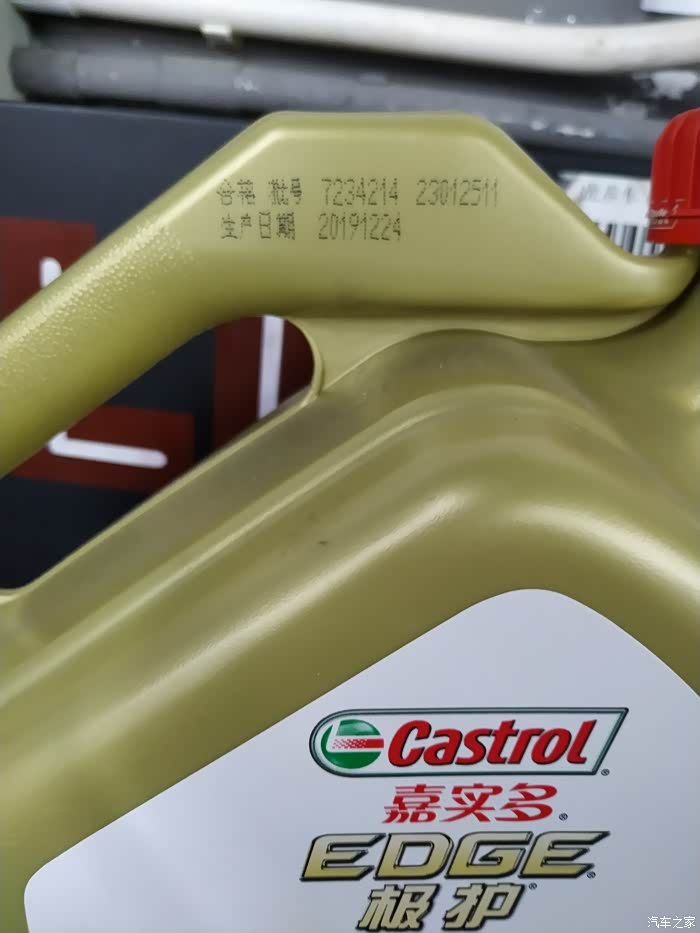 合格 批号 7234214 23012511
生产日期 20191224
Castrol
嘉实多®
EDGE®
极护®
汽车之家